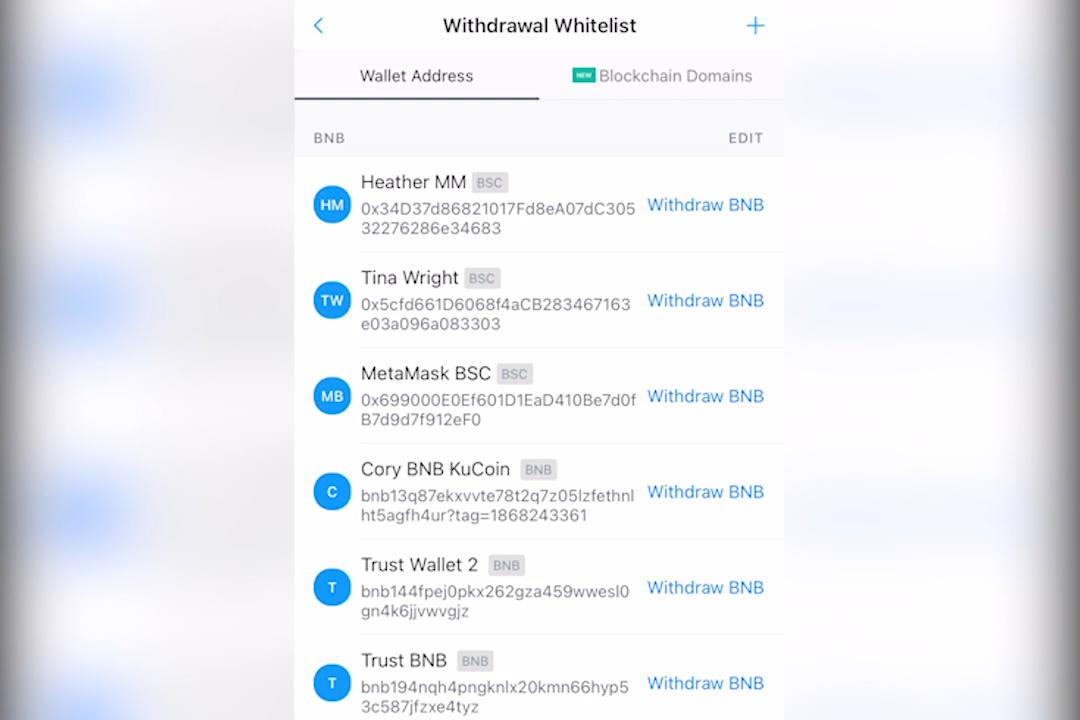 Withdrawal Whitelist
Wallet Address
NEW Blockchain Domains
BNB
EDIT
HM
Heather MM BSC
0x34D37d86821017Fd8eA07dC305
32276286e34683
Withdraw BNB
TW
Tina Wright BSC
0x5cfd661D6068f4aCB283467163
e03a096a083303
Withdraw BNB
MB
MetaMask BSC BSC
0x699000E0Ef601D1EaD410Be7d0f
B7d9d7f912eF0
Withdraw BNB
C
Cory BNB KuCoin BNB
bnb13q87ekxvvte78t2q7z05lzfethnl
ht5agfh4ur?tag=1868243361
Withdraw BNB
T
Trust Wallet 2 BNB
bnb144fpej0pkx262gza459wwesl0
gn4k6jjvwvgjz
Withdraw BNB
T
Trust BNB BNB
bnb194nqh4pngknlx20kmn66hyp5
3c587jfzxe4tyz
Withdraw BNB